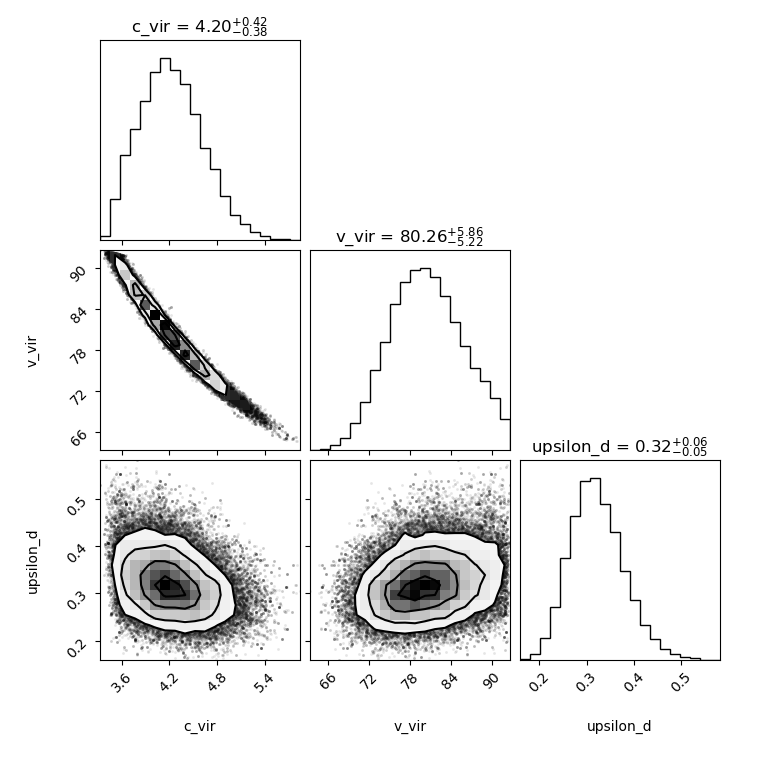 c_vir = 4.20+0.42 −0.38
v_vir = 80.26+5.86 −5.22
90
84
78
72
66
v_vir
upsilon_d = 0.32+0.06 −0.05
0.5
0.4
0.3
0.2
upsilon_d
3.6 4.2 4.8 5.4 66 72 78 84 90 0.2 0.3 0.4 0.5
c_vir v_vir upsilon_d